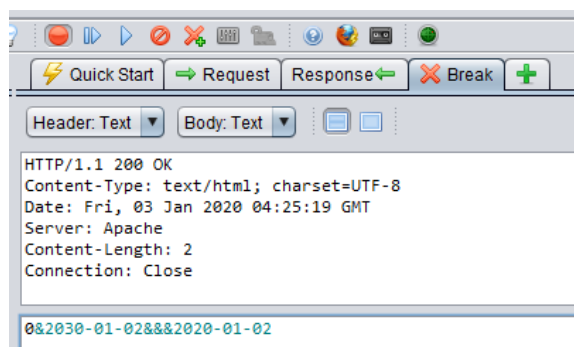 Quick Start
Request
Response
Break
Header: Text
Body: Text
HTTP/1.1 200 OK
Content-Type: text/html; charset=UTF-8
Date: Fri, 03 Jan 2020 04:25:19 GMT
Server: Apache
Content-Length: 2
Connection: Close
0&2030-01-02&&&2020-01-02